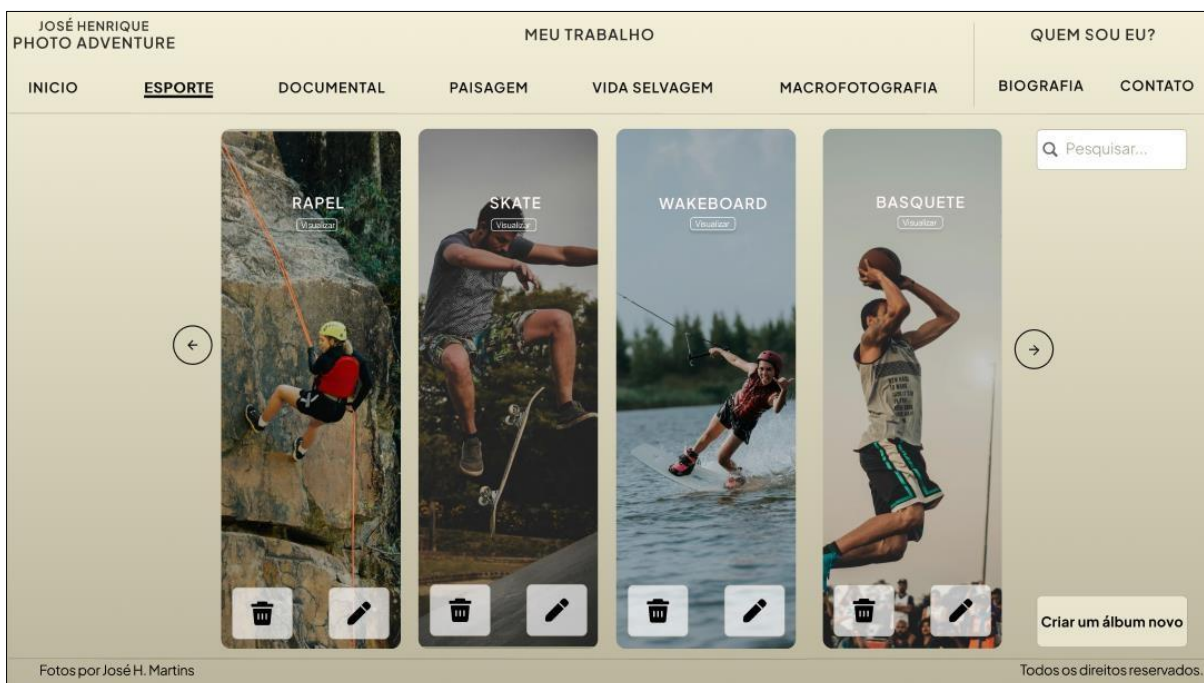 JOSÉ HENRIQUE
PHOTO ADVENTURE
MEU TRABALHO
QUEM SOU EU?
INICIO
ESPORTE
DOCUMENTAL
PAISAGEM
VIDA SELVAGEM
MACROFOTOGRAFIA
BIOGRAFIA
CONTATO
Pesquisar...
RAPEL
Visualizar
SKATE
Visualizar
WAKEBOARD
Visualizar
BASQUETE
Visualizar
Criar um álbum novo
Fotos por José H. Martins
Todos os direitos reservados.